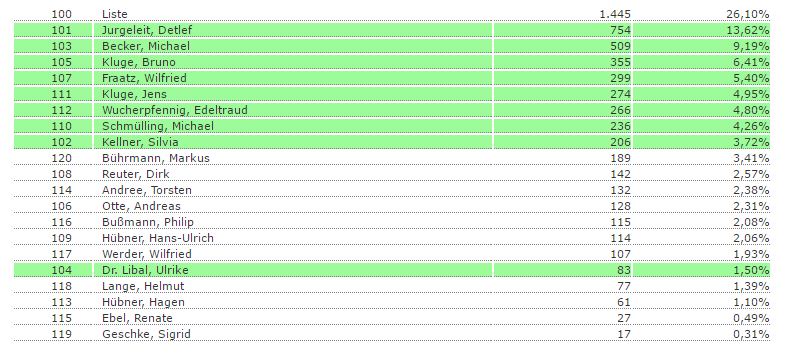 100 Liste 1.445 26,10%
101 Jurgeleit, Detlef 754 13,62%
103 Becker, Michael 509 9,19%
105 Kluge, Bruno 355 6,41%
107 Fraatz, Wilfried 299 5,40%
111 Kluge, Jens 274 4,95%
112 Wucherpfennig, Edeltraud 266 4,80%
110 Schmülling, Michael 236 4,26%
102 Kellner, Silvia 206 3,72%
120 Bührmann, Markus 189 3,41%
108 Reuter, Dirk 142 2,57%
114 Andree, Torsten 132 2,38%
106 Otte, Andreas 128 2,31%
116 Bußmann, Philip 115 2,08%
109 Hübner, Hans-Ulrich 114 2,06%
117 Werder, Wilfried 107 1,93%
104 Dr. Libal, Ulrike 83 1,50%
118 Lange, Helmut 77 1,39%
113 Hübner, Hagen 61 1,10%
115 Ebel, Renate 27 0,49%
119 Geschke, Sigrid 17 0,31%